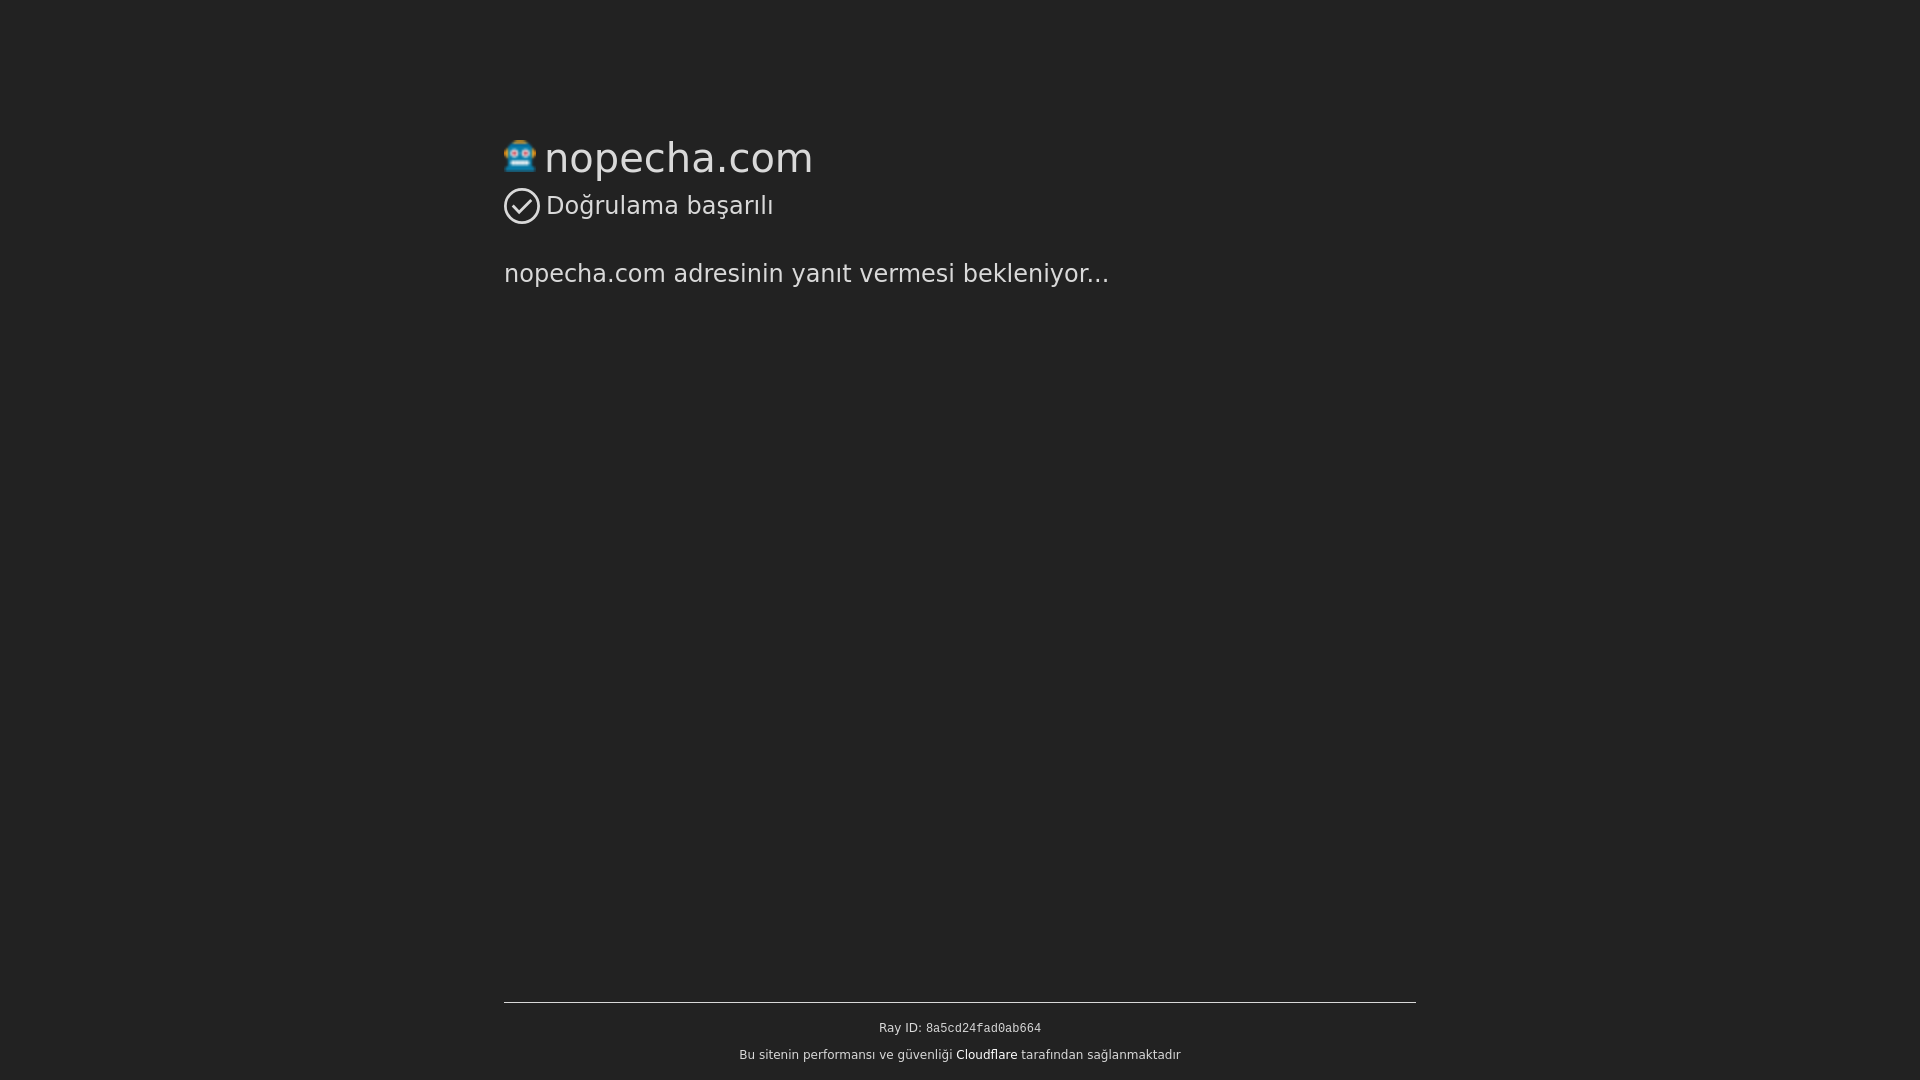 nopecha.com
Doğrulama başarılı
nopecha.com adresinin yanıt vermesi bekleniyor...
Ray ID: 8a5cd24fad0ab664
Bu sitenin performansı ve güvenliği Cloudflare tarafından sağlanmaktadır